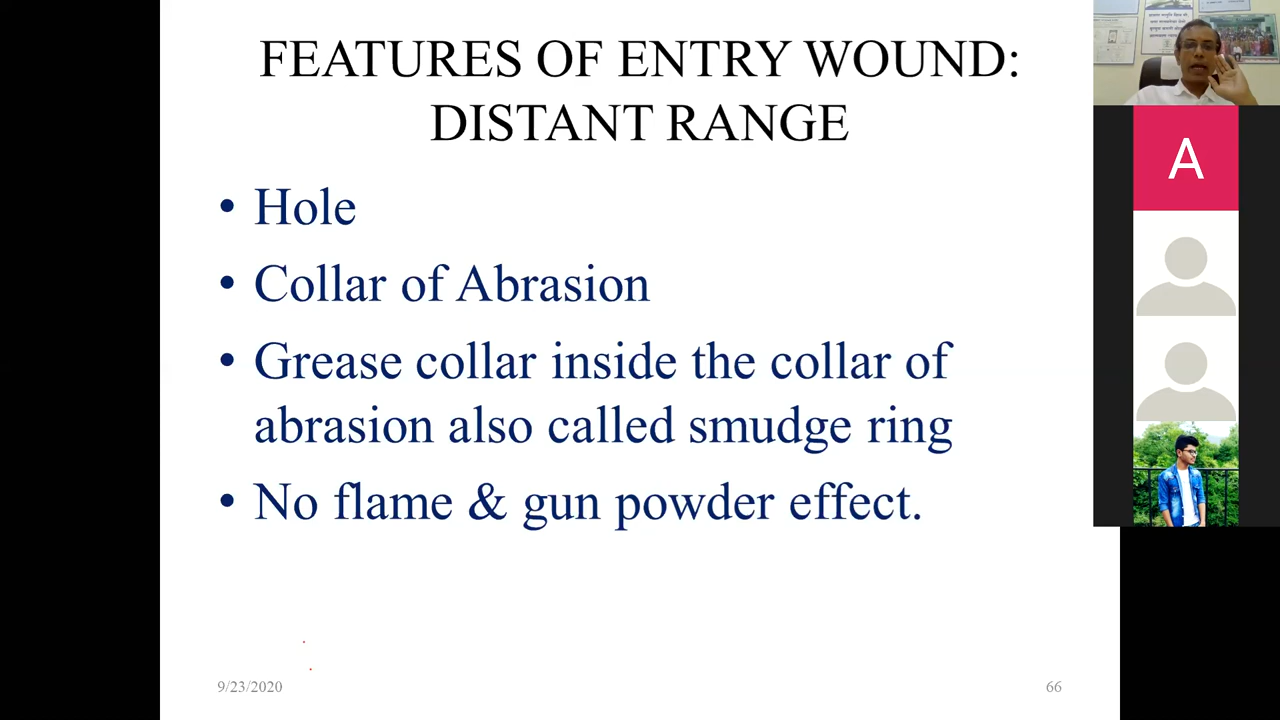 FEATURES OF ENTRY WOUND:
DISTANT RANGE
• Hole
• Collar of Abrasion
• Grease collar inside the collar of
abrasion also called smudge ring
• No flame & gun powder effect.
9/23/2020
66
A